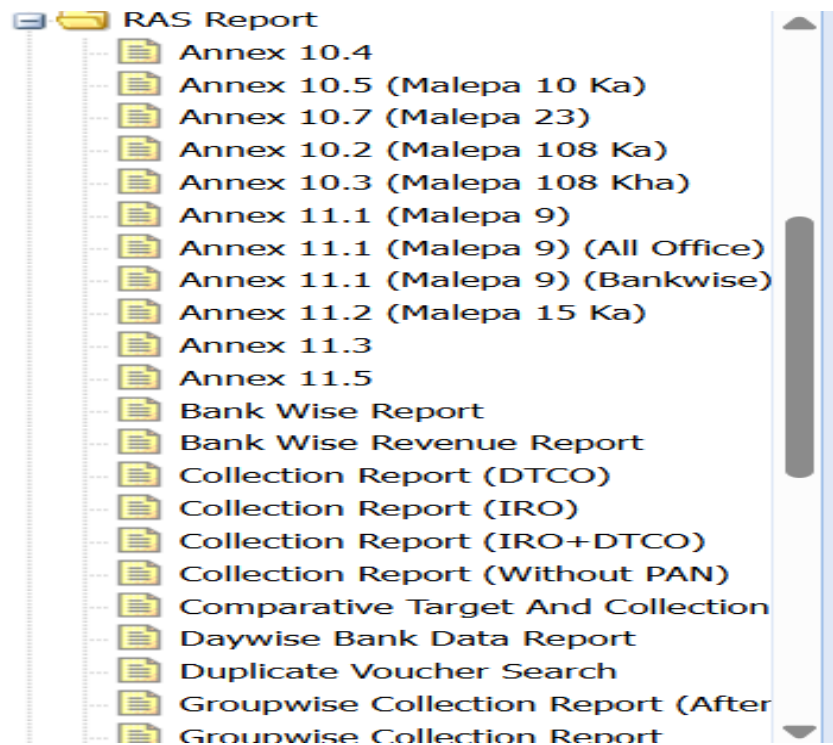 RAS Report
Annex 10.4
Annex 10.5 (Malepa 10 Ka)
Annex 10.7 (Malepa 23)
Annex 10.2 (Malepa 108 Ka)
Annex 10.3 (Malepa 108 Kha)
Annex 11.1 (Malepa 9)
Annex 11.1 (Malepa 9) (All Office)
Annex 11.1 (Malepa 9) (Bankwise)
Annex 11.2 (Malepa 15 Ka)
Annex 11.3
Annex 11.5
Bank Wise Report
Bank Wise Revenue Report
Collection Report (DTCO)
Collection Report (IRO)
Collection Report (IRO+DTCO)
Collection Report (Without PAN)
Comparative Target And Collection
Daywise Bank Data Report
Duplicate Voucher Search
Groupwise Collection Report (After
Groupwise Collection Report